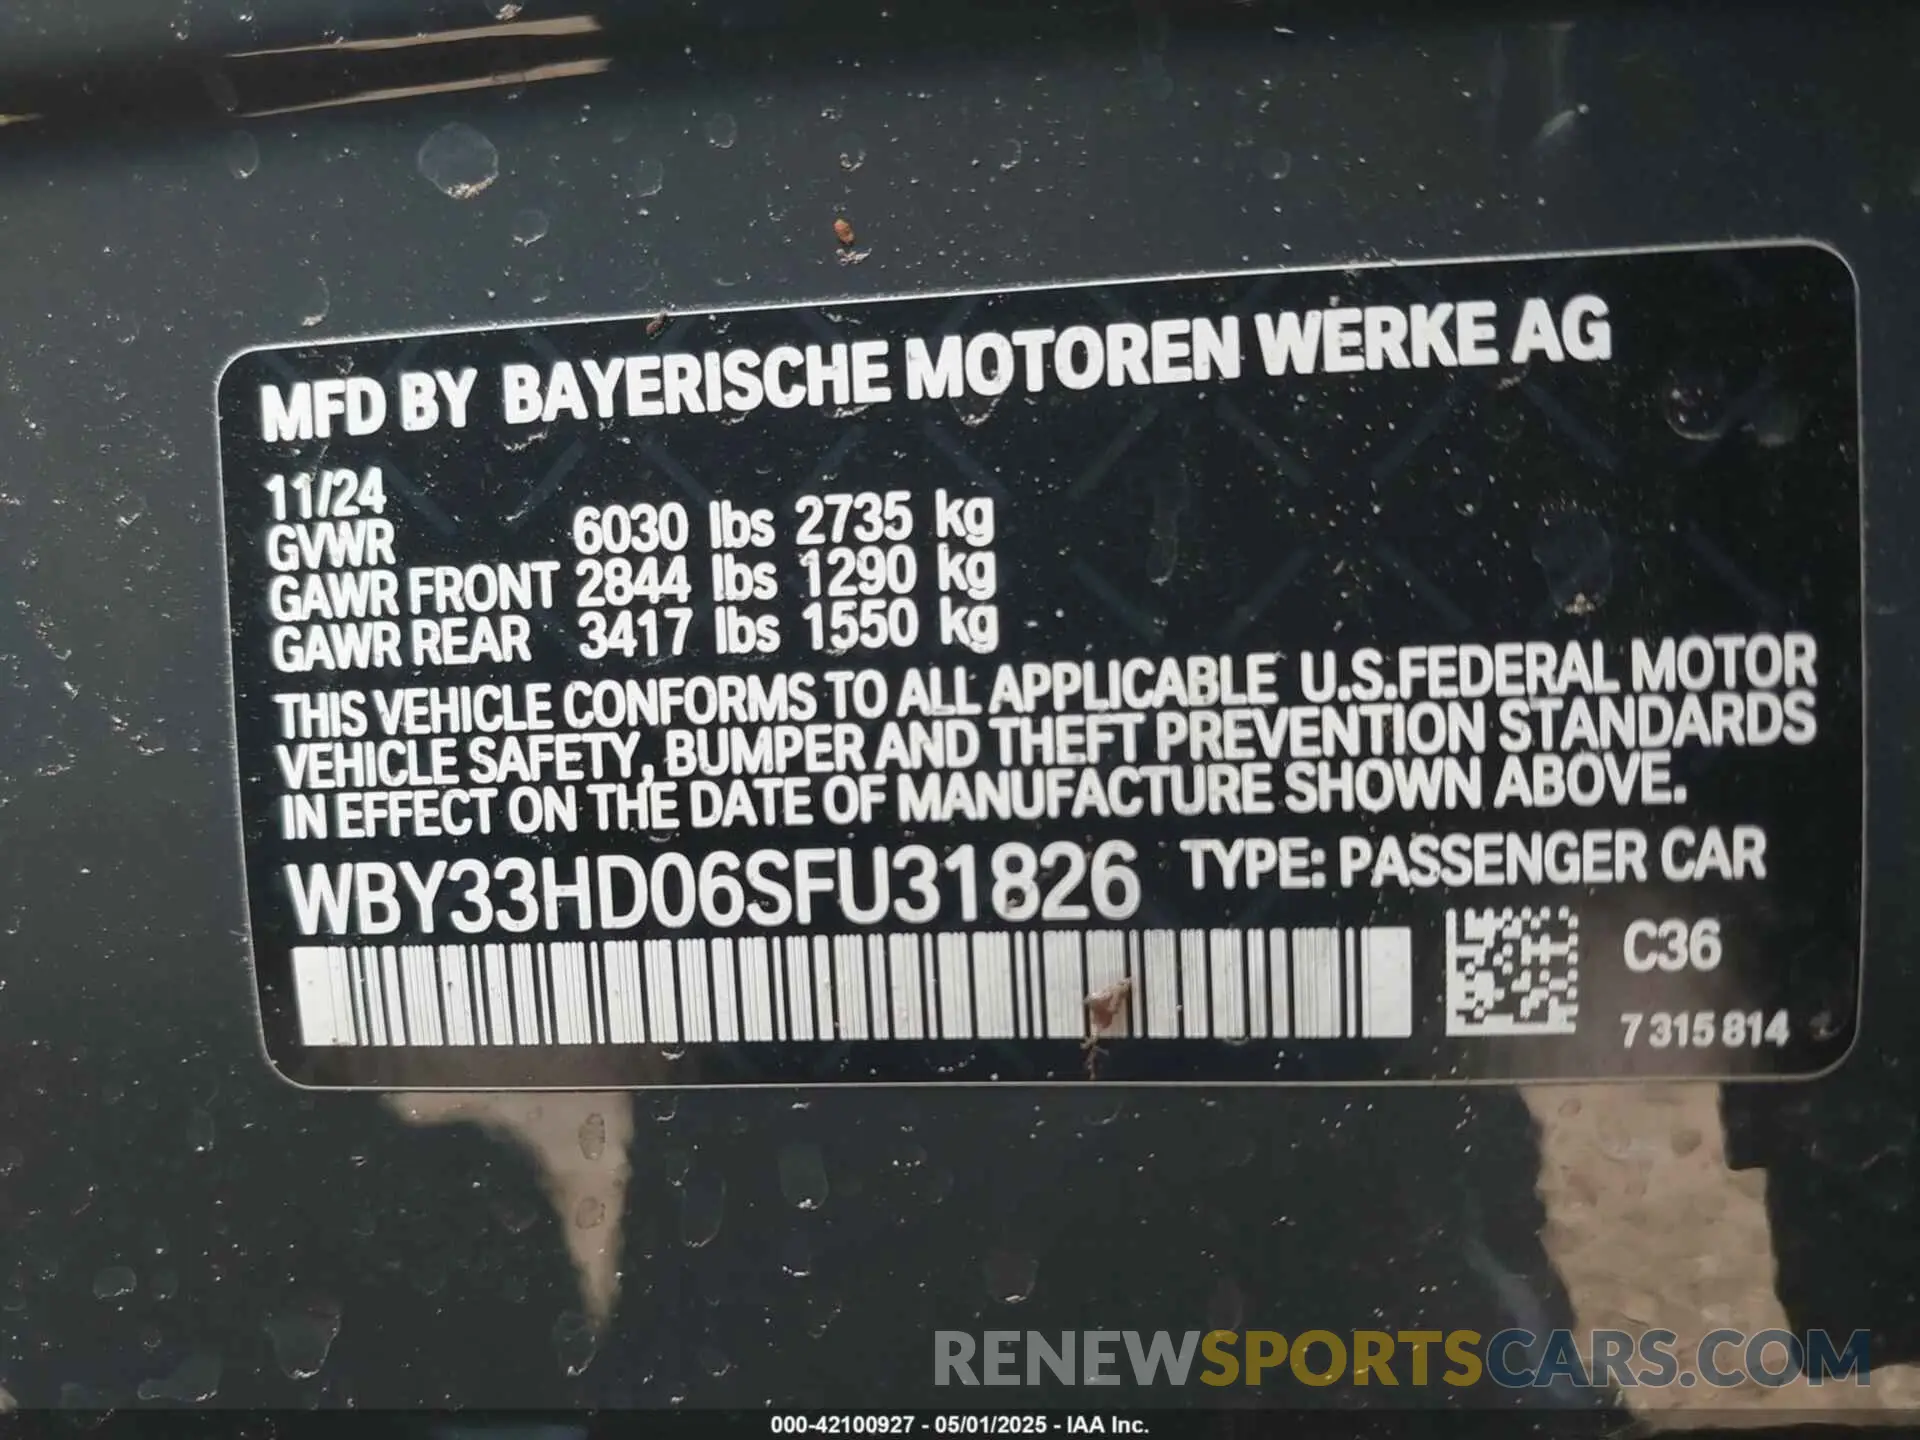 MFD BY BAYERISCHE MOTOREN WERKE AG
11/24
GVWR 6030 lbs 2735 kg
GAWR FRONT 2844 lbs 1290 kg
GAWR REAR 3417 lbs 1550 kg
THIS VEHICLE CONFORMS TO ALL APPLICABLE U.S.FEDERAL MOTOR
VEHICLE SAFETY, BUMPER AND THEFT PREVENTION STANDARDS
IN EFFECT ON THE DATE OF MANUFACTURE SHOWN ABOVE.
WBY33HD06SFU31826 TYPE: PASSENGER CAR
C36
7 315 814
RENEWSPORTSCARS.COM
000-42100927 - 05/01/2025 - IAA Inc.